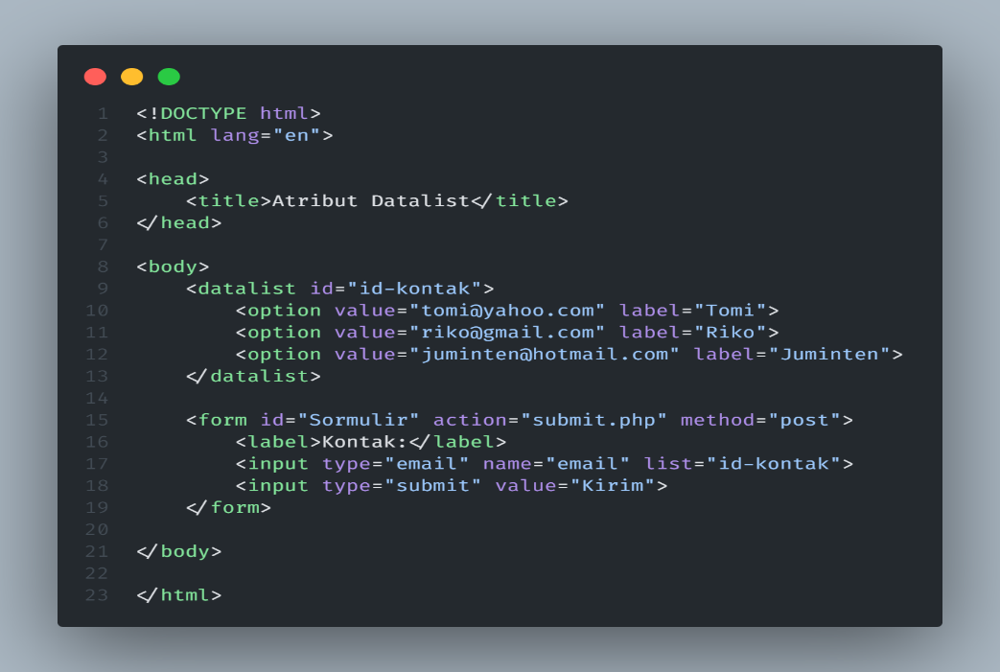 1 <!DOCTYPE html>
2 <html lang="en">
3
4 <head>
5     <title>Atribut Datalist</title>
6 </head>
7
8 <body>
9     <datalist id="id-kontak">
10         <option value="tomi@yahoo.com" label="Tomi">
11         <option value="riko@gmail.com" label="Riko">
12         <option value="juminten@hotmail.com" label="Juminten">
13     </datalist>
14
15     <form id="Sormulir" action="submit.php" method="post">
16         <label>Kontak:</label>
17         <input type="email" name="email" list="id-kontak">
18         <input type="submit" value="Kirim">
19     </form>
20
21 </body>
22
23 </html>